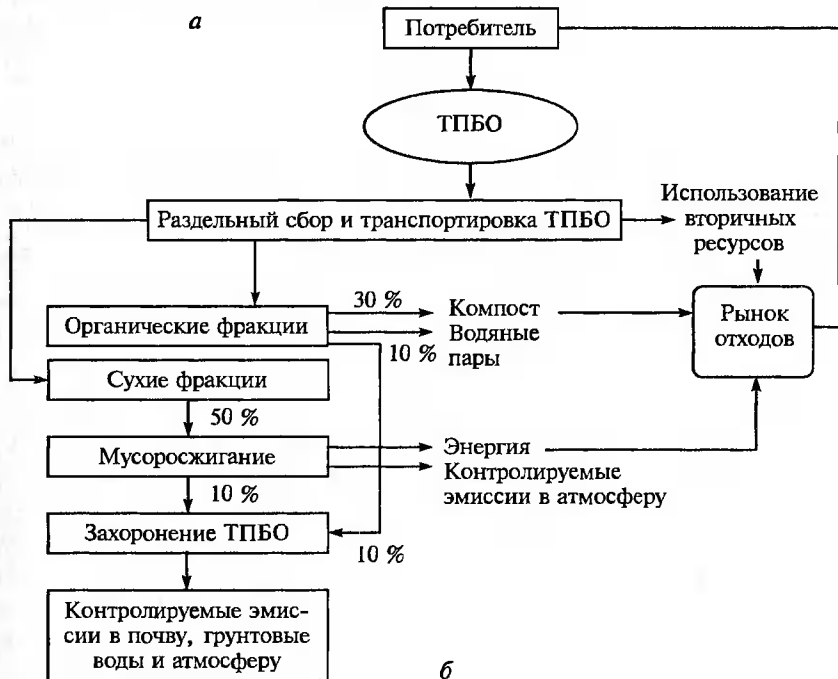 а
Потребитель
ТПБО
Раздельный сбор и транспортировка ТПБО
Использование
вторичных
ресурсов
Органические фракции
30 %
10 %
Компост
Водяные
пары
Рынок
отходов
Сухие фракции
50 %
Мусоросжигание
Энергия
Контролируемые
эмиссии в атмосферу
10 %
Захоронение ТПБО
10 %
Контролируемые эмис-
сии в почву, грунтовые
воды и атмосферу
б